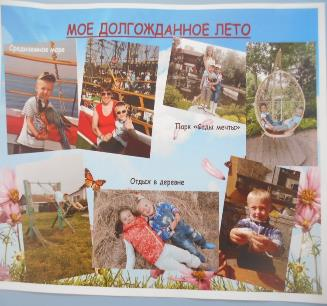 МОЕ ДОЛГОЖДАННОЕ ЛЕТО
Средиземное море
Парк «Сады мечты»
Отдых в деревне